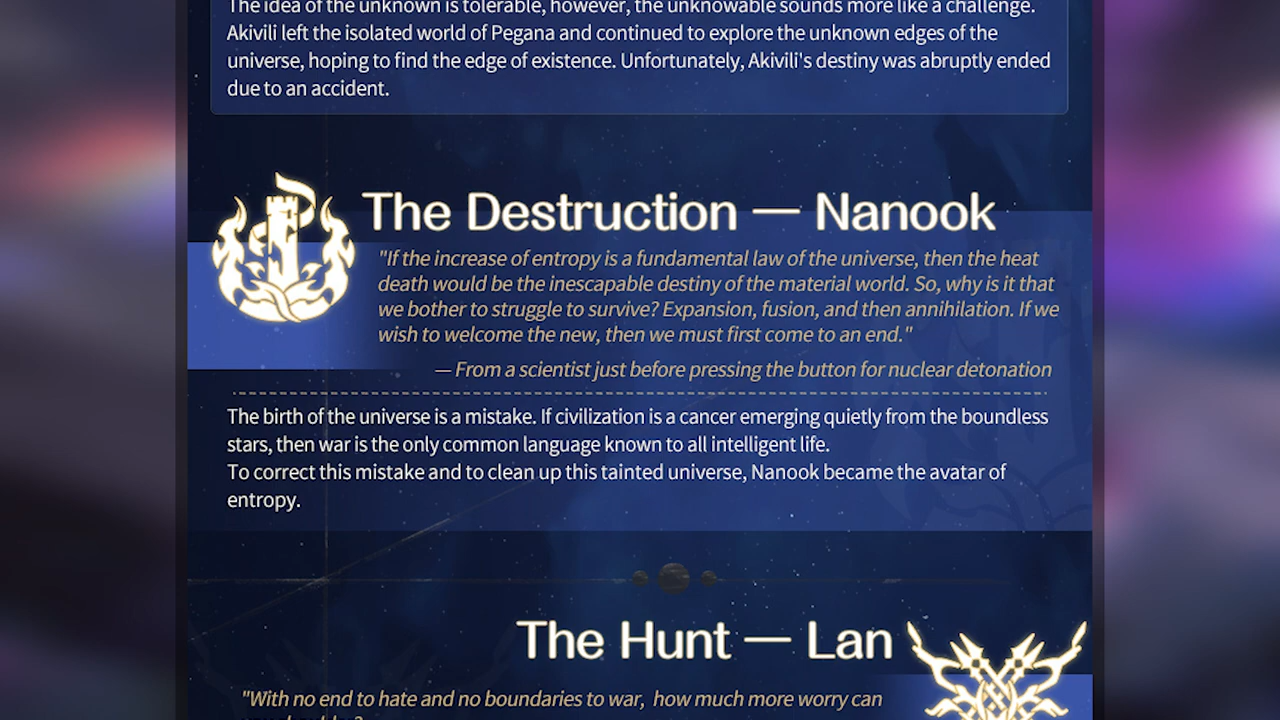 The idea of the unknown is tolerable, however, the unknowable sounds more like a challenge.
Akivili left the isolated world of Pegana and continued to explore the unknown edges of the
universe, hoping to find the edge of existence. Unfortunately, Akivili's destiny was abruptly ended
due to an accident.
The Destruction — Nanook
"If the increase of entropy is a fundamental law of the universe, then the heat
death would be the inescapable destiny of the material world. So, why is it that
we bother to struggle to survive? Expansion, fusion, and then annihilation. If we
wish to welcome the new, then we must first come to an end."
— From a scientist just before pressing the button for nuclear detonation
The birth of the universe is a mistake. If civilization is a cancer emerging quietly from the boundless
stars, then war is the only common language known to all intelligent life.
To correct this mistake and to clean up this tainted universe, Nanook became the avatar of
entropy.
The Hunt — Lan
"With no end to hate and no boundaries to war, how much more worry can